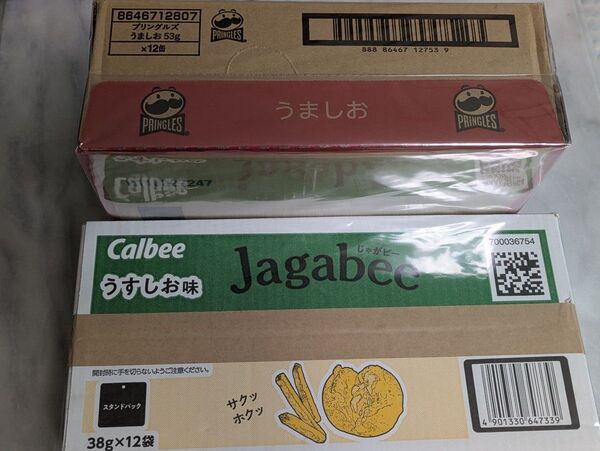 8646712807
プリングルズ
うましお 53g
×12缶
PRINGLES
888 86467 12753 9
うましお
PRINGLES
PRINGLES
Calbee
うすしお味
じゃがビー
Jagabee
700036754
開封時に手を切らないようご注意ください。
スタンドパック
38g×12袋
サクッ
ホクッ
4 901330 647339